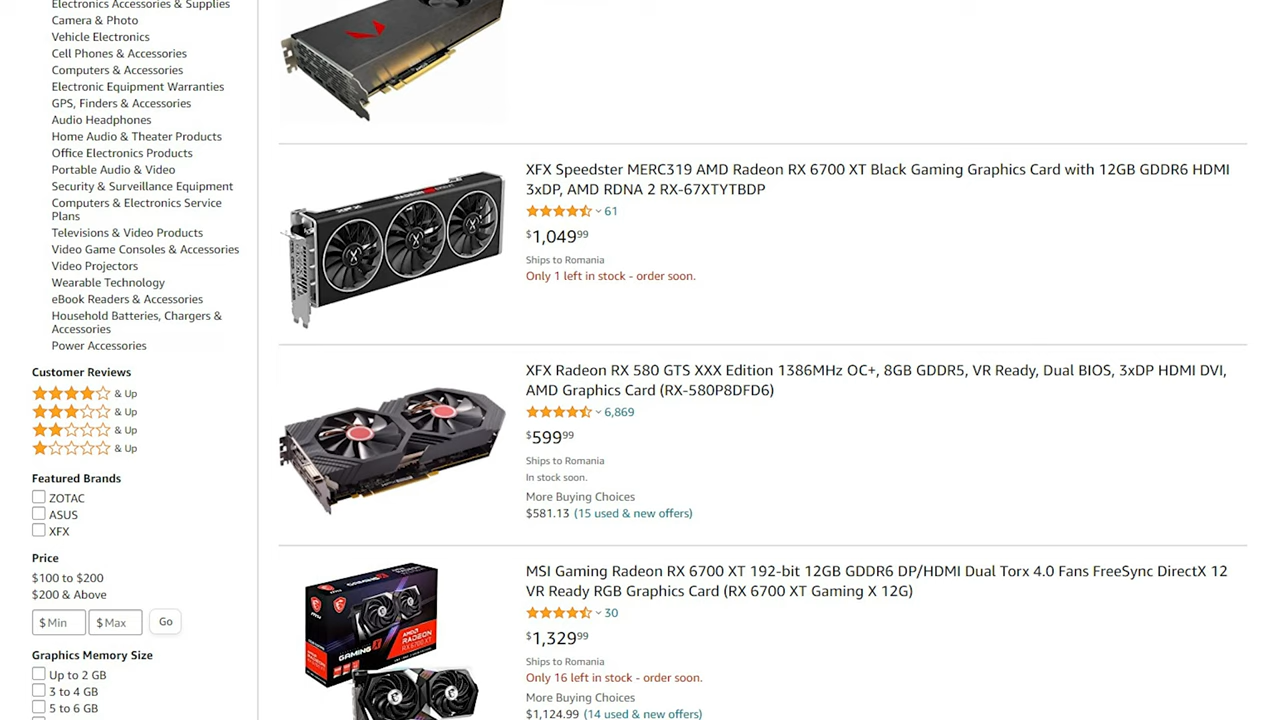 Electronics Accessories & Supplies
Camera & Photo
Vehicle Electronics
Cell Phones & Accessories
Computers & Accessories
Electronic Equipment Warranties
GPS, Finders & Accessories
Audio Headphones
Home Audio & Theater Products
Office Electronics Products
Portable Audio & Video
Security & Surveillance Equipment
Computers & Electronics Service
Plans
Televisions & Video Products
Video Game Consoles & Accessories
Video Projectors
Wearable Technology
eBook Readers & Accessories
Household Batteries, Chargers &
Accessories
Power Accessories
Customer Reviews
& Up
& Up
& Up
& Up
Featured Brands
ZOTAC
ASUS
XFX
Price
$100 to $200
$200 & Above
$ Min $ Max Go
Graphics Memory Size
Up to 2 GB
3 to 4 GB
5 to 6 GB
XFX Speedster MERC319 AMD Radeon RX 6700 XT Black Gaming Graphics Card with 12GB GDDR6 HDMI
3xDP, AMD RDNA 2 RX-67XTYTBDP
61
$1,04999
Ships to Romania
Only 1 left in stock - order soon.
XFX Radeon RX 580 GTS XXX Edition 1386MHz OC+, 8GB GDDR5, VR Ready, Dual BIOS, 3xDP HDMI DVI,
AMD Graphics Card (RX-580P8DFD6)
6,869
$59999
Ships to Romania
In stock soon.
More Buying Choices
$581.13 (15 used & new offers)
GAMING X
AMD
RADEON
RX 6700 XT
MSI Gaming Radeon RX 6700 XT 192-bit 12GB GDDR6 DP/HDMI Dual Torx 4.0 Fans FreeSync DirectX 12
VR Ready RGB Graphics Card (RX 6700 XT Gaming X 12G)
30
$1,32999
Ships to Romania
Only 16 left in stock - order soon.
More Buying Choices
$1,124.99 (14 used & new offers)